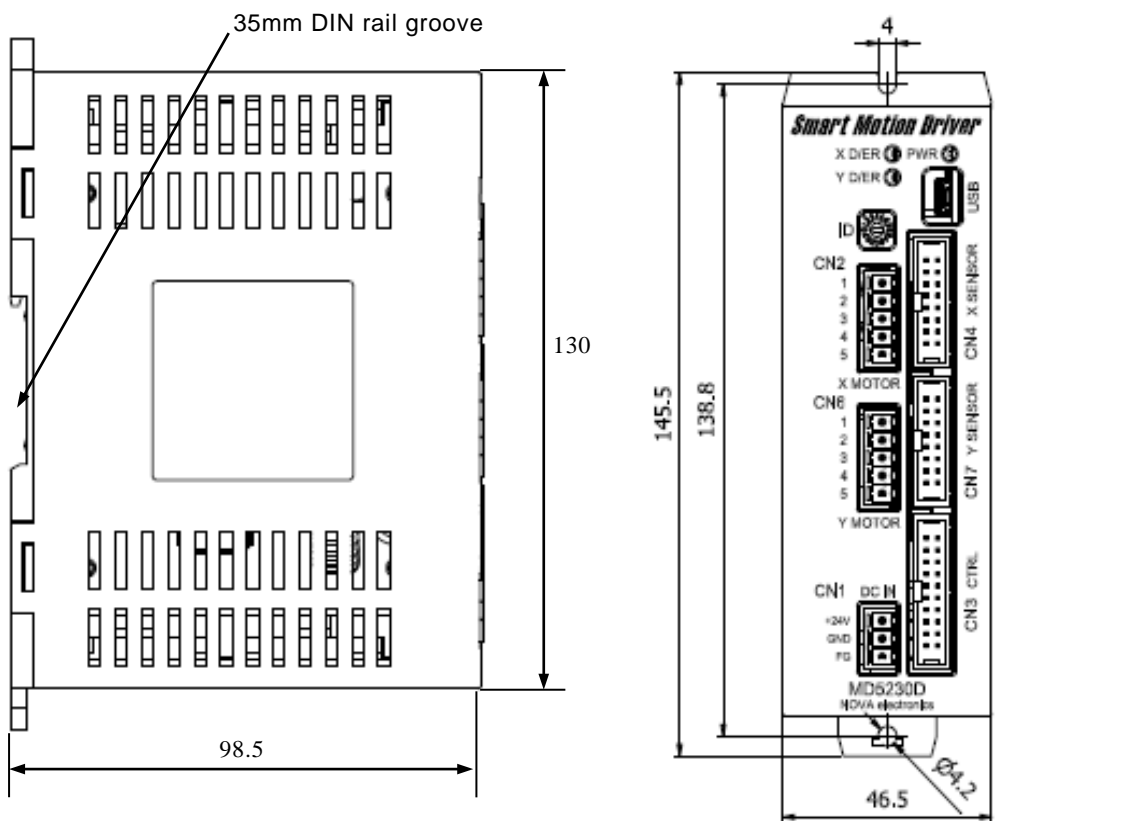 35mm DIN rail groove
130
98.5
4
145.5
138.8
Smart Motion Driver
X D/ER PWR
Y D/ER
USB
ID
CN2
1
2
3
4
5
X MOTOR
CN4 X SENSOR
CN6
1
2
3
4
5
Y MOTOR
CN7 Y SENSOR
CN1 DC IN
+24V
GND
FG
CN3 CTRL
MD5230D
NOVA electronics
Ø4.2
46.5